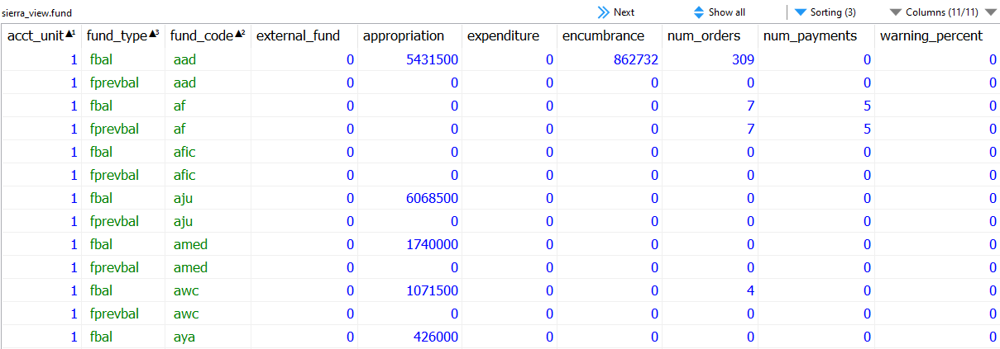 sierra_view.fund Next Show all Sorting (3) Columns (11/11)
acct_unit ▲1 fund_type ▲3 fund_code ▲2 external_fund appropriation expenditure encumbrance num_orders num_payments warning_percent
1 fbal aad 0 5431500 0 862732 309 0 0
1 fprevbal aad 0 0 0 0 0 0 0
1 fbal af 0 0 0 0 7 5 0
1 fprevbal af 0 0 0 0 7 5 0
1 fbal afic 0 0 0 0 0 0 0
1 fprevbal afic 0 0 0 0 0 0 0
1 fbal aju 0 6068500 0 0 0 0 0
1 fprevbal aju 0 0 0 0 0 0 0
1 fbal amed 0 1740000 0 0 0 0 0
1 fprevbal amed 0 0 0 0 0 0 0
1 fbal awc 0 1071500 0 0 4 0 0
1 fprevbal awc 0 0 0 0 0 0 0
1 fbal aya 0 426000 0 0 0 0 0